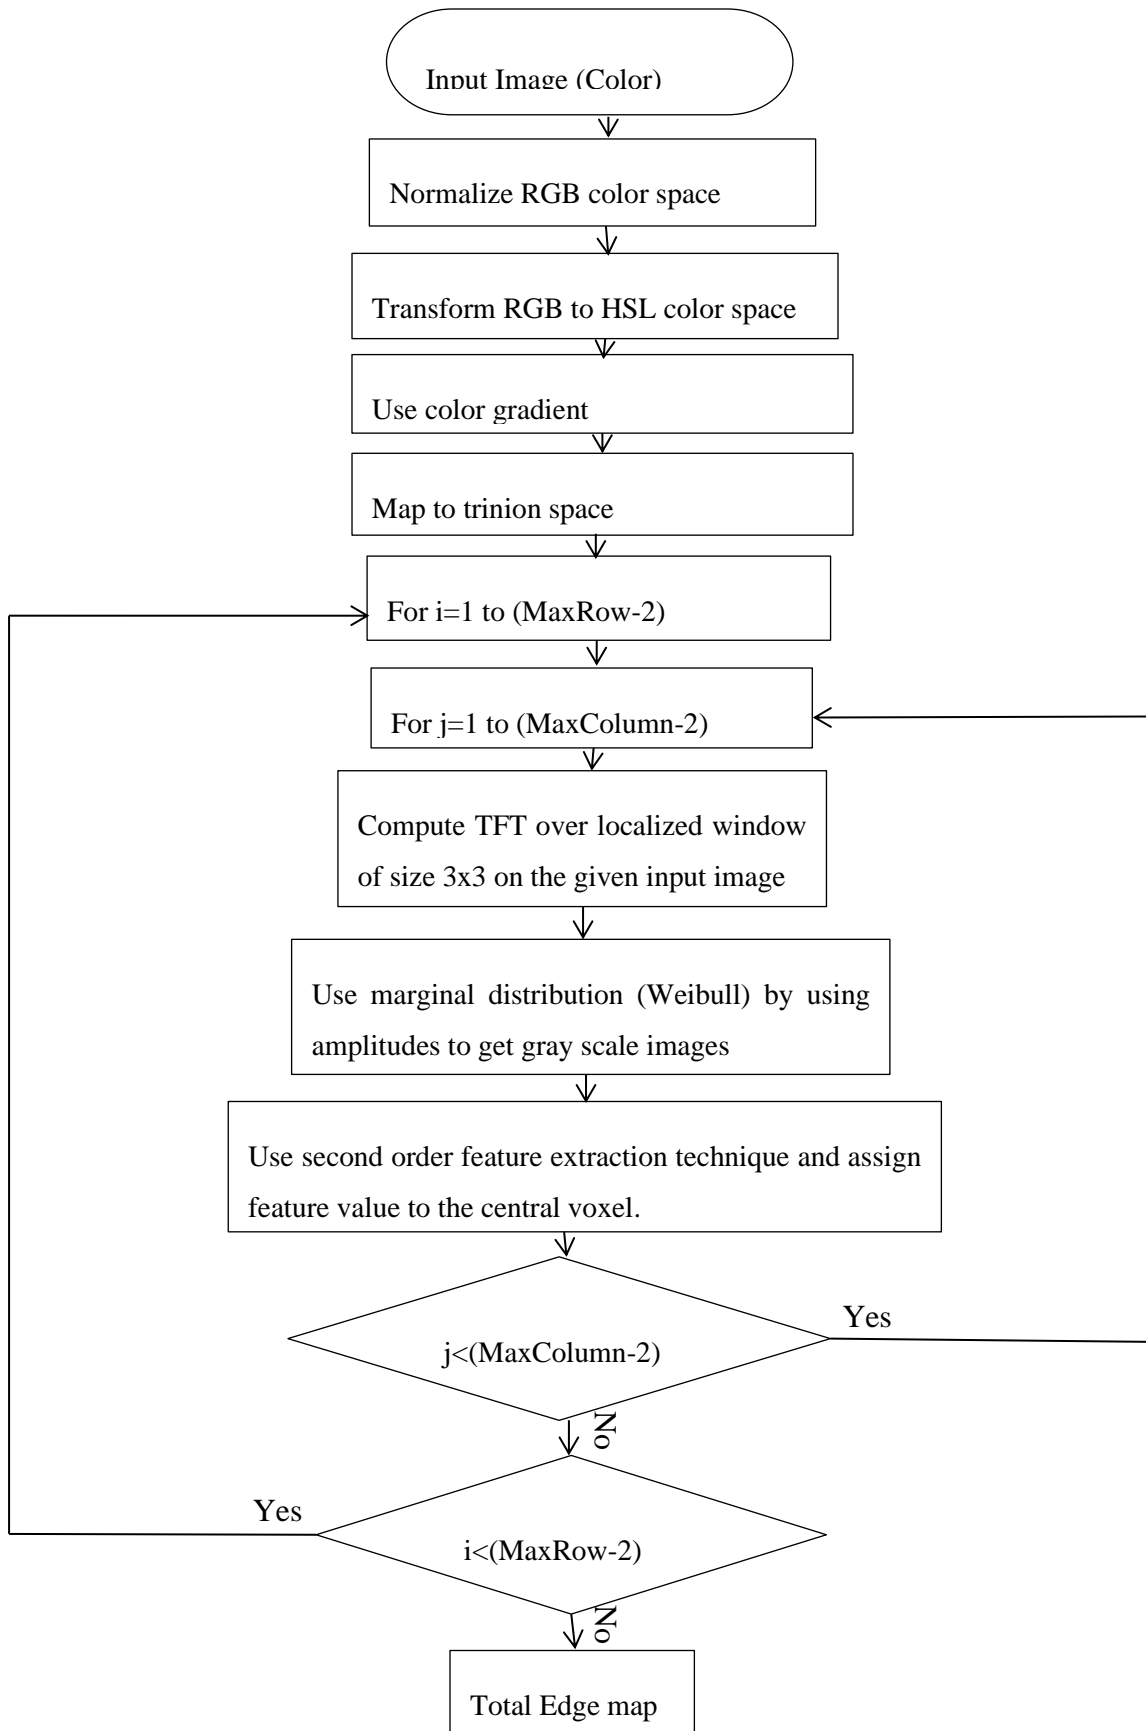 Input Image (Color)
Normalize RGB color space
Transform RGB to HSL color space
Use color gradient
Map to trinion space
For i=1 to (MaxRow-2)
For j=1 to (MaxColumn-2)
Compute TFT over localized window
of size 3x3 on the given input image
Use marginal distribution (Weibull) by using
amplitudes to get gray scale images
Use second order feature extraction technique and assign
feature value to the central voxel.
Yes
j<(MaxColumn-2)
No
Yes
i<(MaxRow-2)
No
Total Edge map